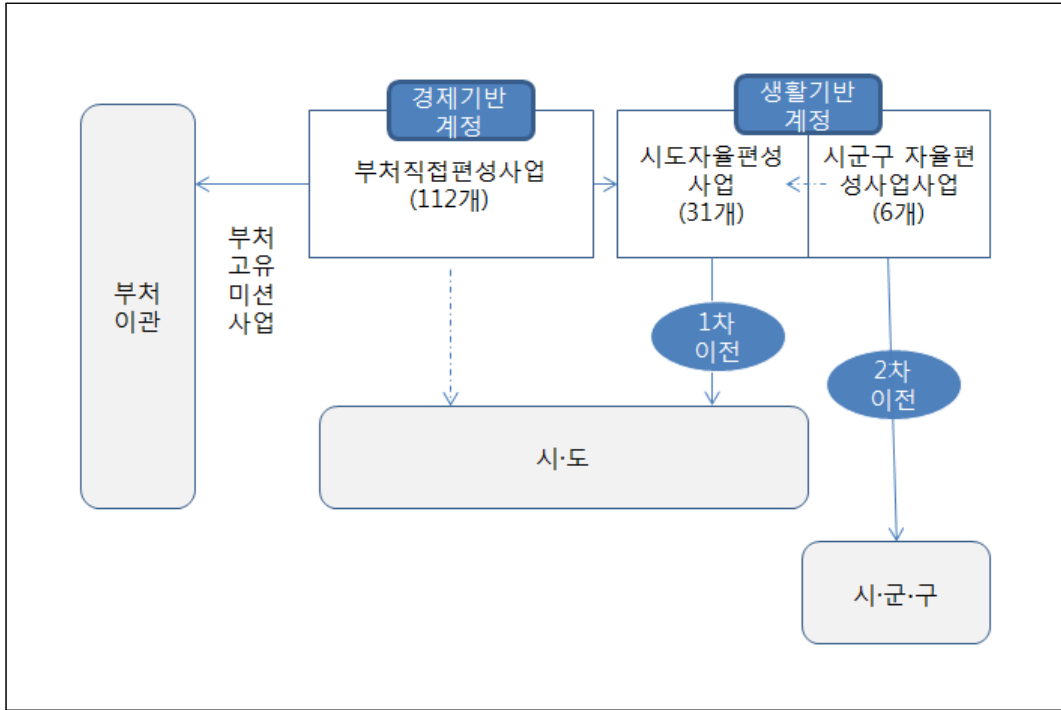 경제기반
계정
생활기반
계정
부처직접편성사업
(112개)
시도자율편성
사업
(31개)
시군구 자율편
성사업사업
(6개)
부처
고유
미션
사업
부처
이관
1차
이전
2차
이전
시·도
시·군·구